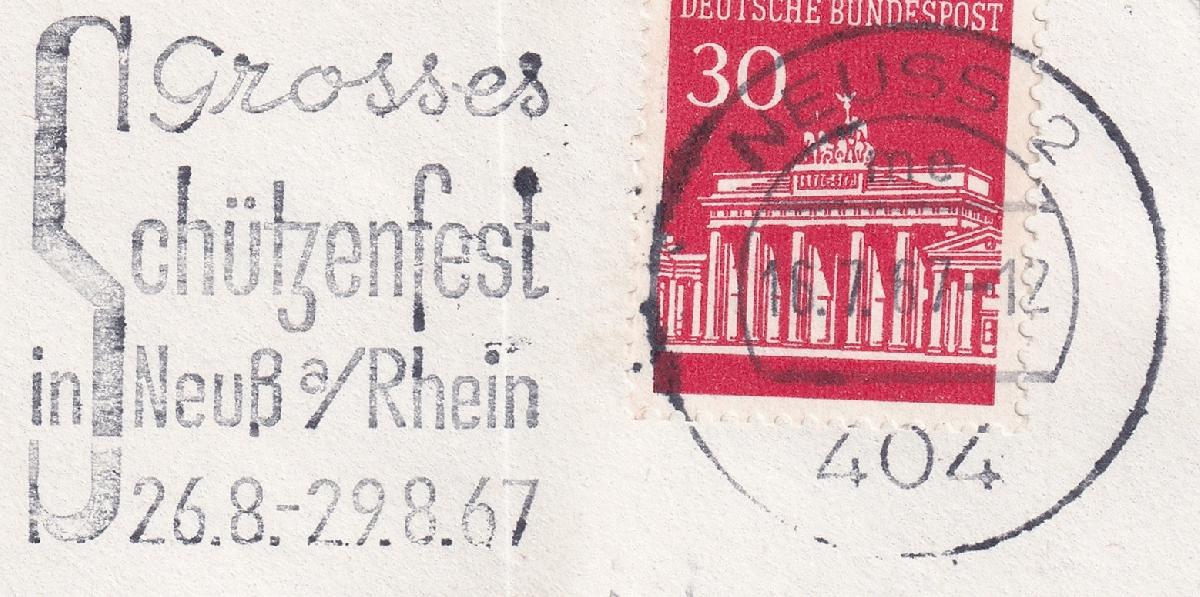 Grosses
Schützenfest
in Neuß a/Rhein
26.8.-29.8.67
DEUTSCHE BUNDESPOST
30
NEUSS 2
me
16.7.67-12
404